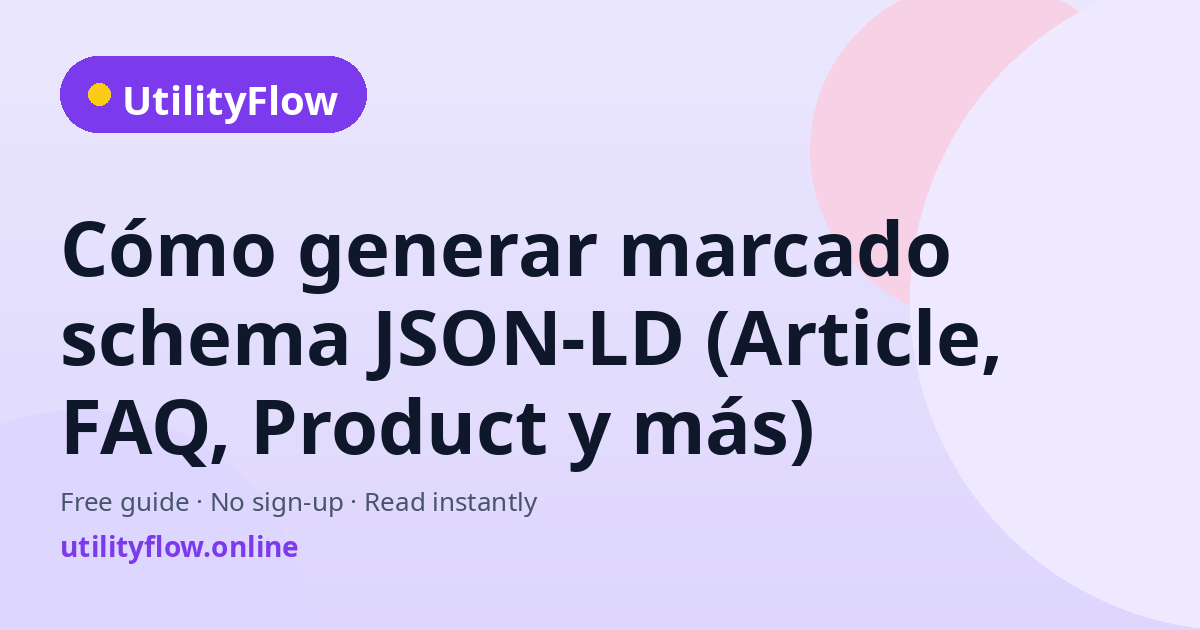 UtilityFlow
Cómo generar marcado
schema JSON-LD (Article,
FAQ, Product y más)
Free guide · No sign-up · Read instantly
utilityflow.online